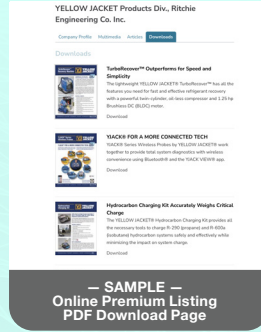 YELLOW JACKET Products Div., Ritchie
Engineering Co. Inc.
Company Profile Multimedia Articles Downloads
Downloads
TurboRecover™ Outperforms for Speed and
Simplicity
The lightweight YELLOW JACKET® TurboRecover™ has all the
features you need for fast and effective refrigerant recovery
with a powerful twin-cylinder, oil-less compressor and 1.25 hp
Brushless DC (BLDC) motor.
Download
YJACK® FOR A MORE CONNECTED TECH
YJACK® Series Wireless Probes by YELLOW JACKET® work
together to provide total system diagnostics with wireless
convenience using Bluetooth® and the YJACK VIEW® app.
Download
Hydrocarbon Charging Kit Accurately Weighs Critical
Charge
The YELLOW JACKET® Hydrocarbon Charging Kit provides all
the necessary tools to charge R-290 (propane) and R-600a
(isobutane) hydrocarbon systems safely and effectively while
minimising the impact on system charge.
Download
— SAMPLE —
Online Premium Listing
PDF Download Page